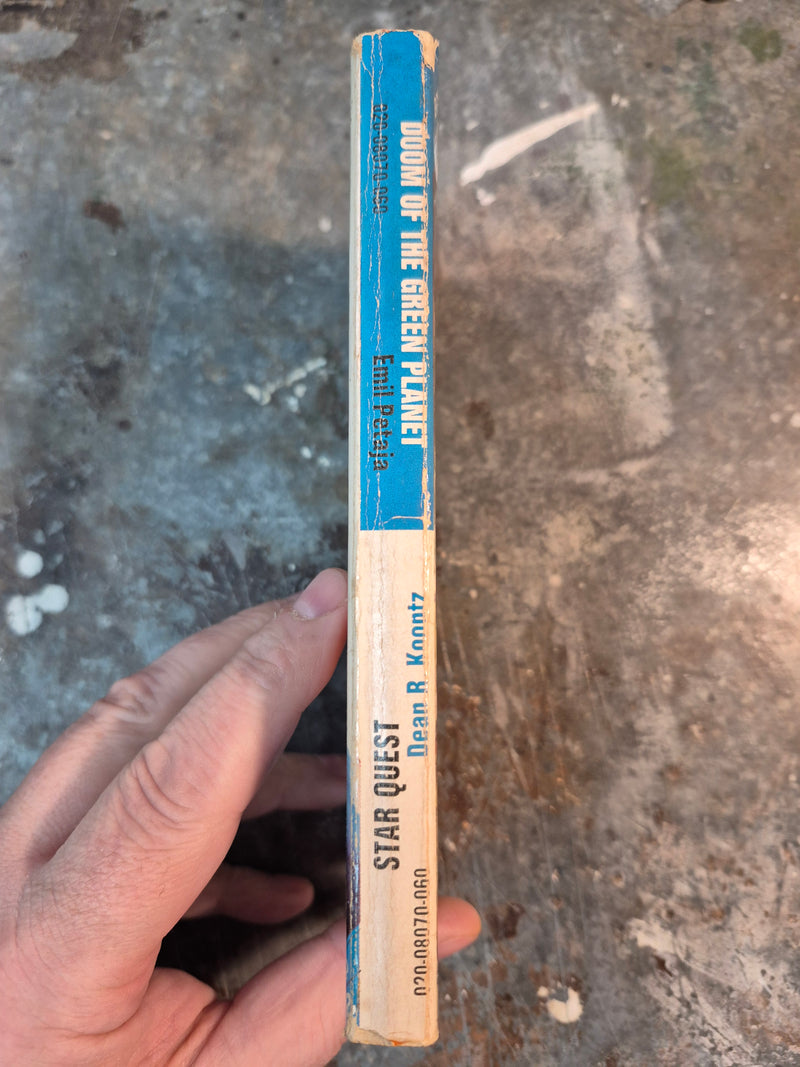 DOOM OF THE GREEN PLANET
Emil Petaja
020-08070-060
STAR QUEST
Dean R. Koontz
020-08070-060